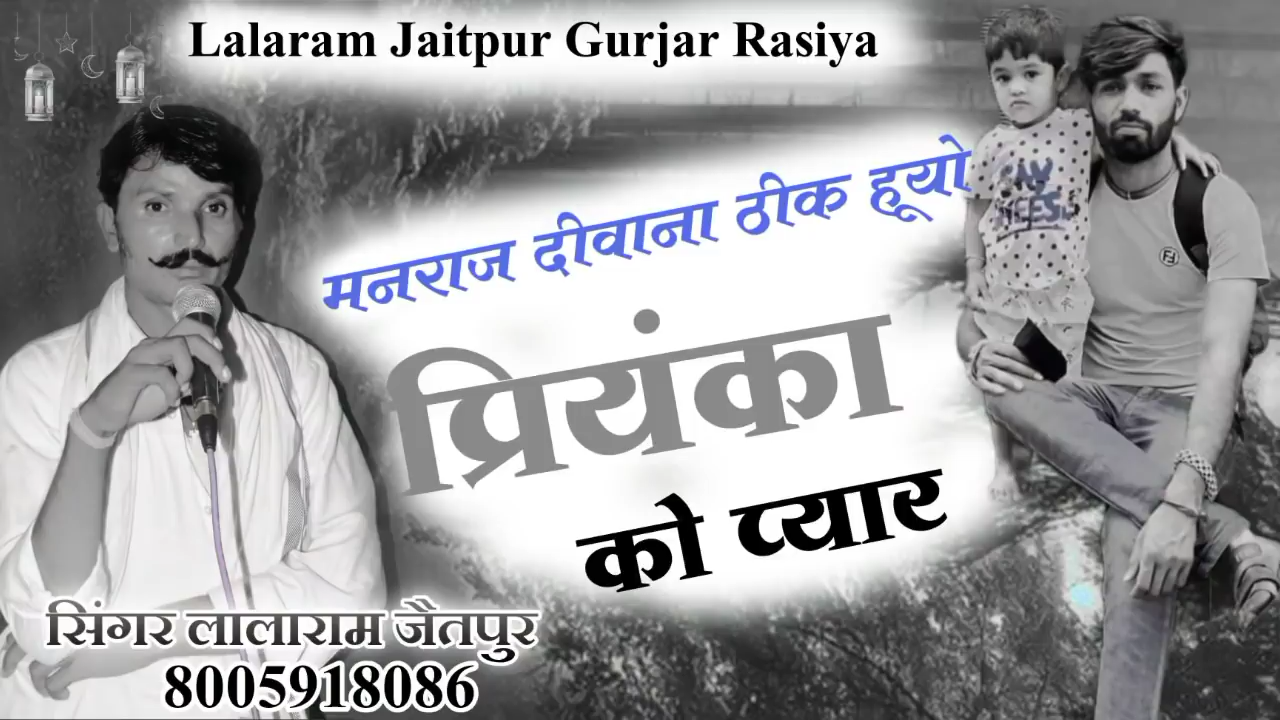 Lalaram Jaitpur Gurjar Rasiya
मनराज दीवाना ठीक हूयो
प्रियंका
को प्यार
सिंगर लालाराम जैतपुर
8005918086